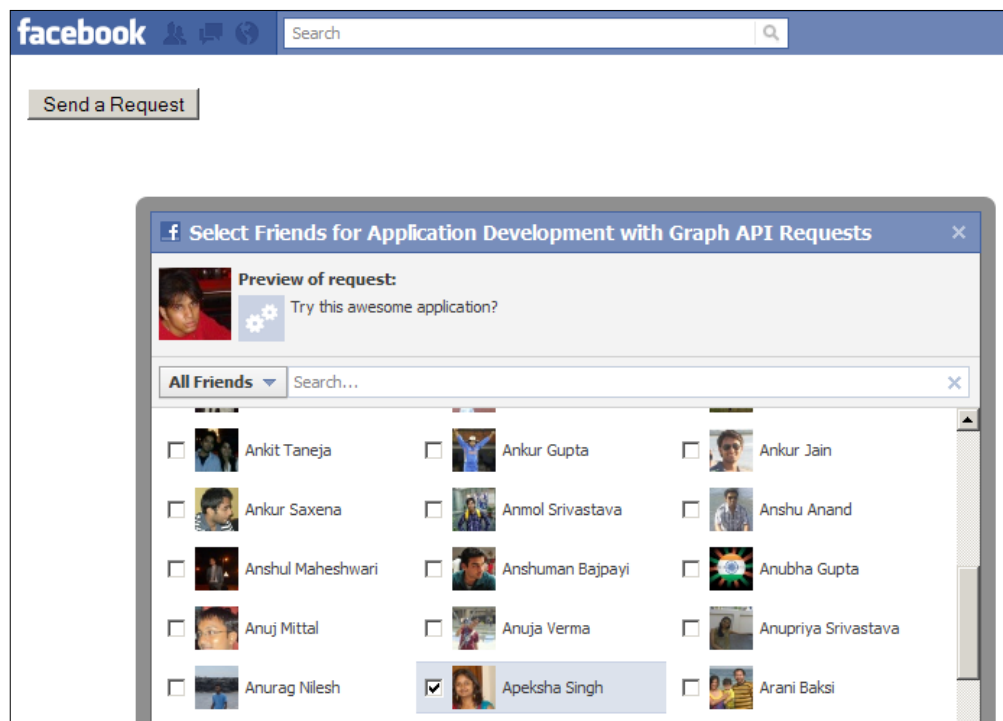 facebook
Search
Send a Request
Select Friends for Application Development with Graph API Requests
Preview of request:
Try this awesome application?
All Friends
Search...
Ankit Taneja
Ankur Gupta
Ankur Jain
Ankur Saxena
Anmol Srivastava
Anshu Anand
Anshul Maheshwari
Anshuman Bajpayi
Anubha Gupta
Anuj Mittal
Anuja Verma
Anupriya Srivastava
Anurag Nilesh
Apeksha Singh
Arani Baksi